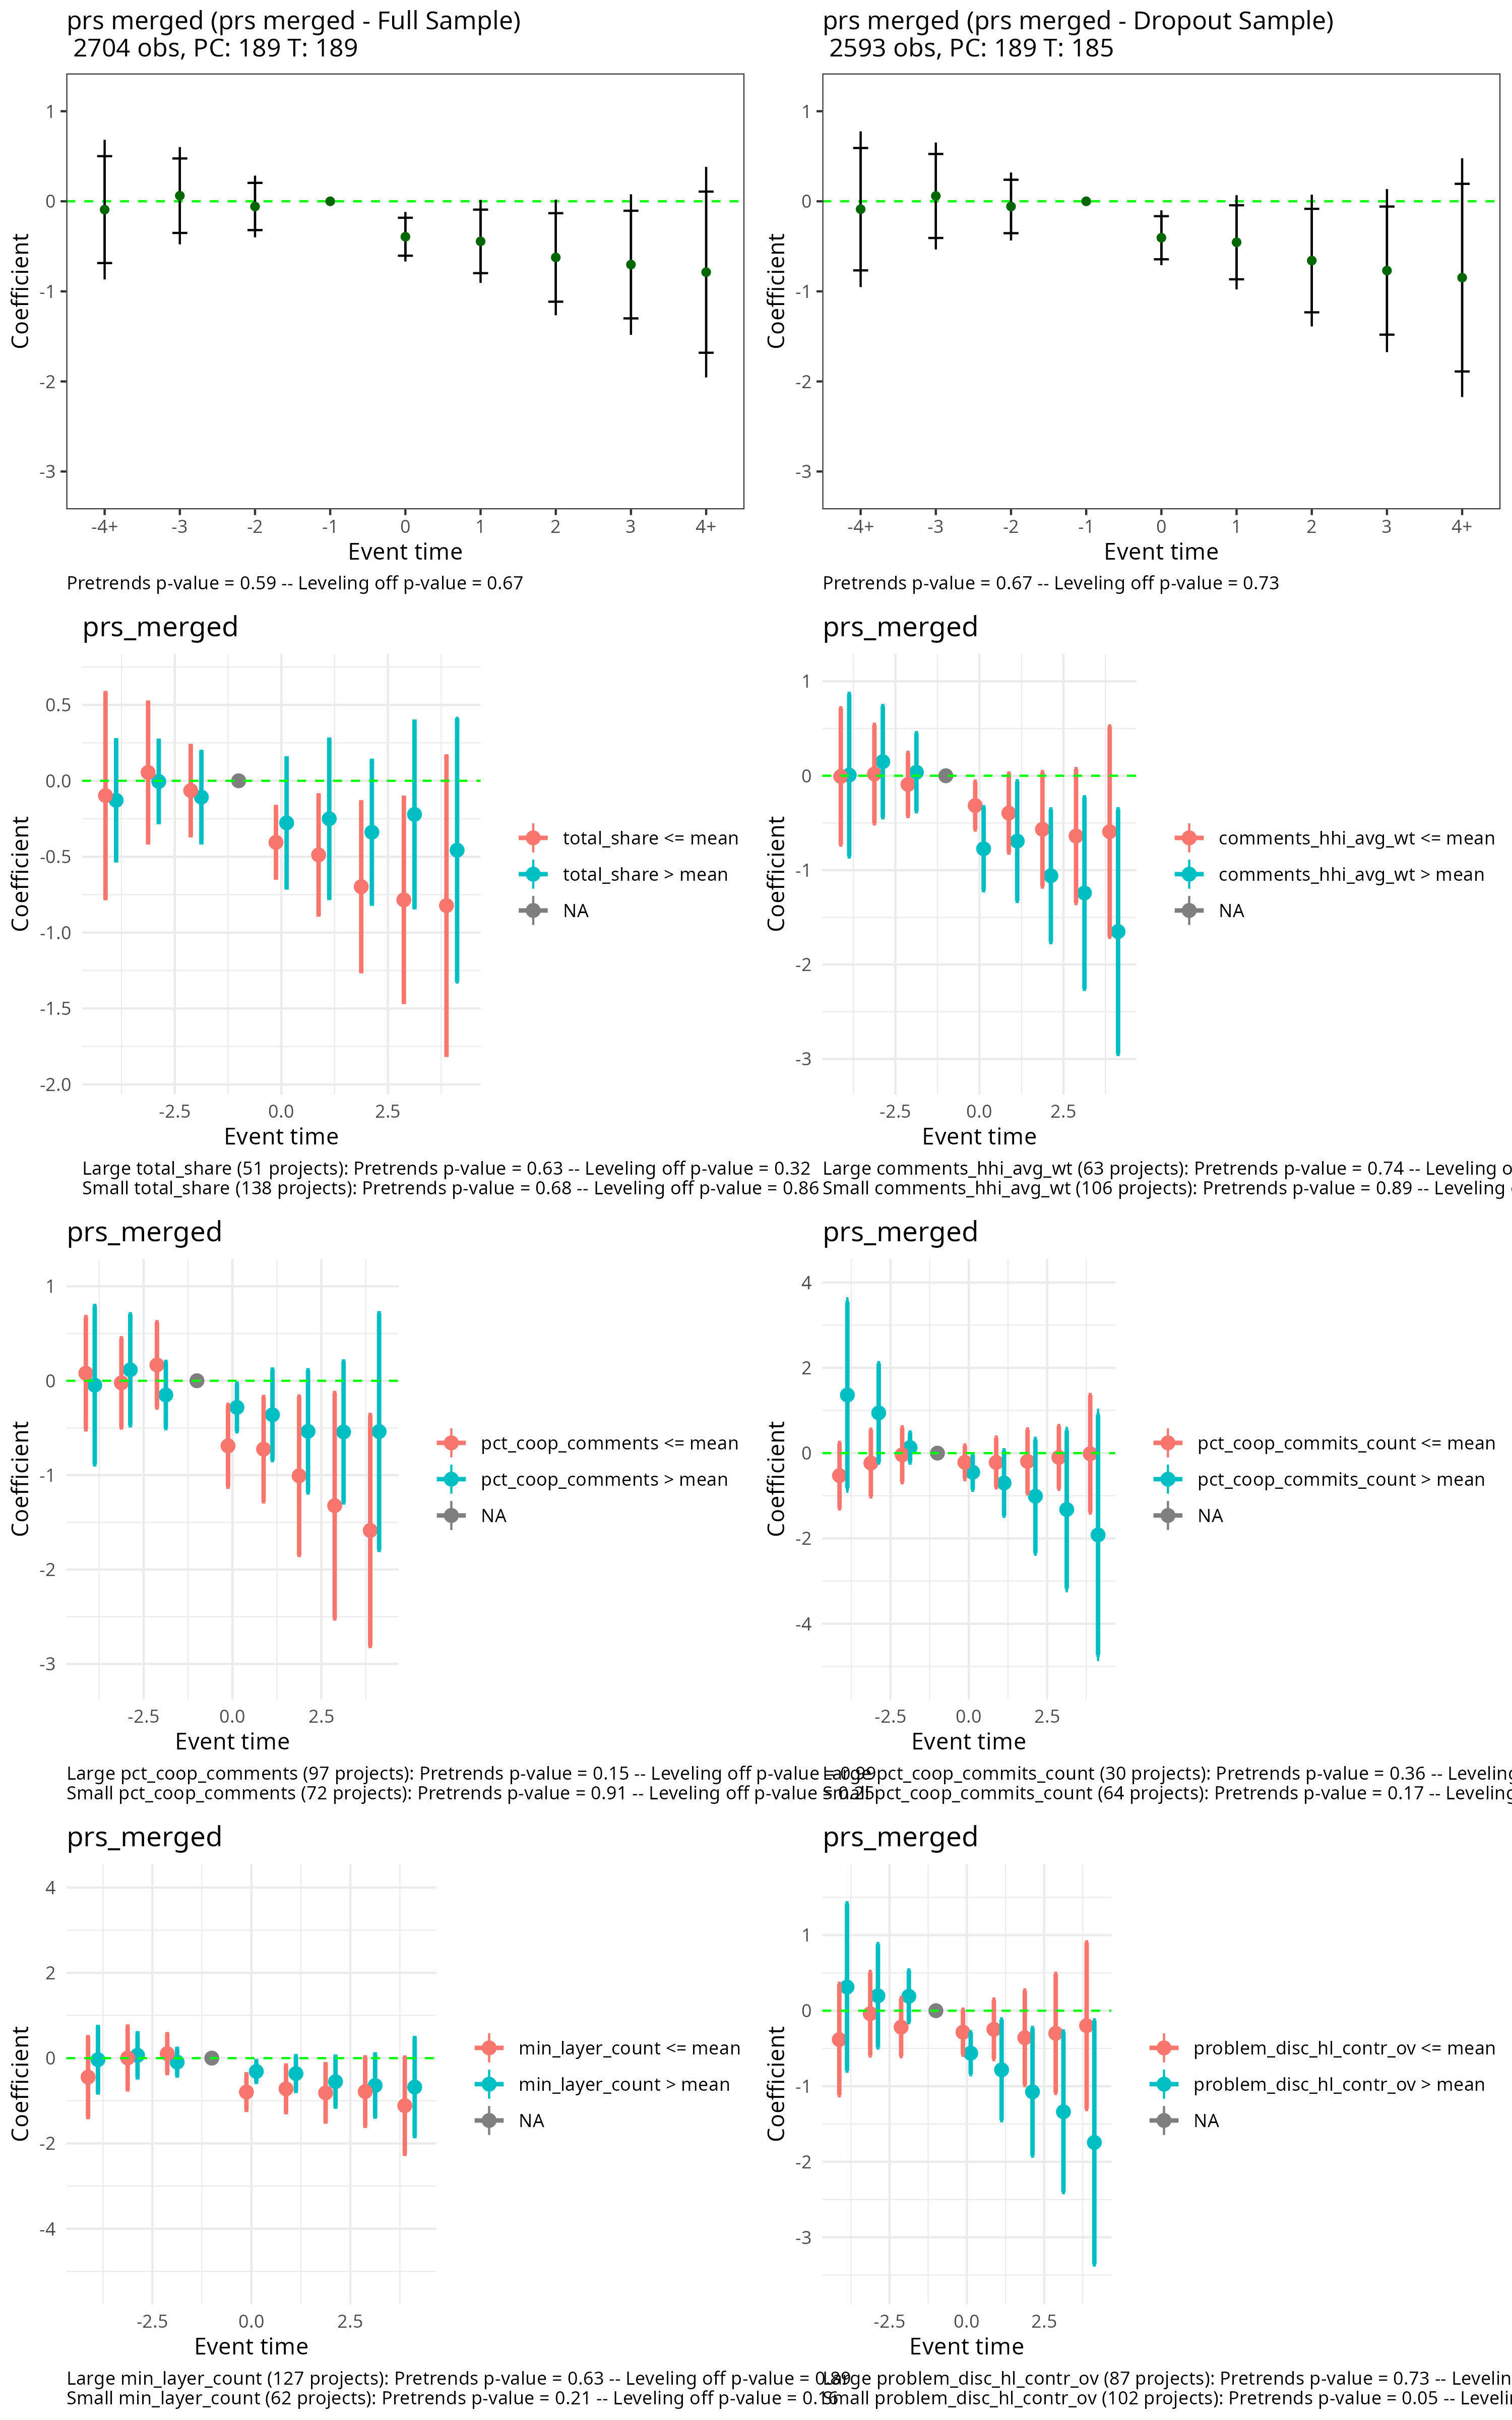 prs merged (prs merged - Full Sample)
2704 obs, PC: 189 T: 189
1
0
-1
-2
-3
Coefficient
-4+ -3 -2 -1 0 1 2 3 4+
Event time
Pretrends p-value = 0.59 -- Leveling off p-value = 0.67
prs merged (prs merged - Dropout Sample)
2593 obs, PC: 189 T: 185
1
0
-1
-2
-3
Coefficient
-4+ -3 -2 -1 0 1 2 3 4+
Event time
Pretrends p-value = 0.67 -- Leveling off p-value = 0.73
prs_merged
0.5
0.0
-0.5
-1.0
-1.5
-2.0
Coefficient
-2.5 0.0 2.5
Event time
total_share <= mean
total_share > mean
NA
Large total_share (51 projects): Pretrends p-value = 0.63 -- Leveling off p-value = 0.32
Small total_share (138 projects): Pretrends p-value = 0.68 -- Leveling off p-value = 0.86
prs_merged
1
0
-1
-2
-3
Coefficient
-2.5 0.0 2.5
Event time
comments_hhi_avg_wt <= mean
comments_hhi_avg_wt > mean
NA
Large comments_hhi_avg_wt (63 projects): Pretrends p-value = 0.74 -- Leveling
Small comments_hhi_avg_wt (106 projects): Pretrends p-value = 0.89 -- Leveling
prs_merged
1
0
-1
-2
-3
Coefficient
-2.5 0.0 2.5
Event time
pct_coop_comments <= mean
pct_coop_comments > mean
NA
Large pct_coop_comments (97 projects): Pretrends p-value = 0.15 -- Leveling off p-value = 0.99
Small pct_coop_comments (72 projects): Pretrends p-value = 0.91 -- Leveling off p-value = 0.25
prs_merged
4
2
0
-2
-4
Coefficient
-2.5 0.0 2.5
Event time
pct_coop_commits_count <= mean
pct_coop_commits_count > mean
NA
Large pct_coop_commits_count (30 projects): Pretrends p-value = 0.36 -- Leveling
Small pct_coop_commits_count (64 projects): Pretrends p-value = 0.17 -- Leveling
prs_merged
4
2
0
-2
-4
Coefficient
-2.5 0.0 2.5
Event time
min_layer_count <= mean
min_layer_count > mean
NA
Large min_layer_count (127 projects): Pretrends p-value = 0.63 -- Leveling off p-value = 0.89
Small min_layer_count (62 projects): Pretrends p-value = 0.21 -- Leveling off p-value = 0.16
prs_merged
1
0
-1
-2
-3
Coefficient
-2.5 0.0 2.5
Event time
problem_disc_hl_contr_ov <= mean
problem_disc_hl_contr_ov > mean
NA
Large problem_disc_hl_contr_ov (87 projects): Pretrends p-value = 0.73 --
Small problem_disc_hl_contr_ov (102 projects): Pretrends p-value = 0.05 --